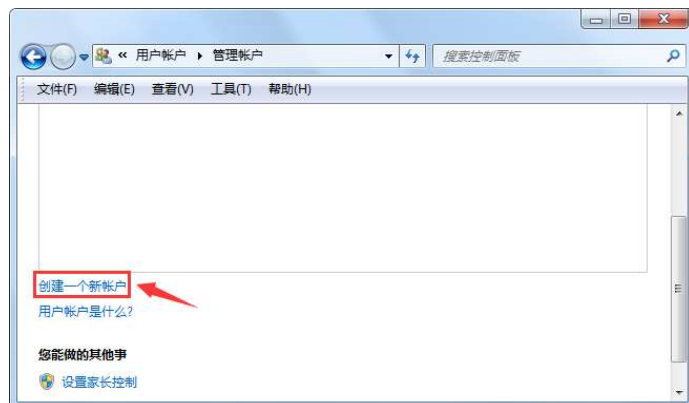 « 用户帐户 ▸ 管理帐户 搜索控制面板
文件(F) 编辑(E) 查看(V) 工具(T) 帮助(H)
创建一个新帐户
用户帐户是什么?
您能做的其他事
设置家长控制